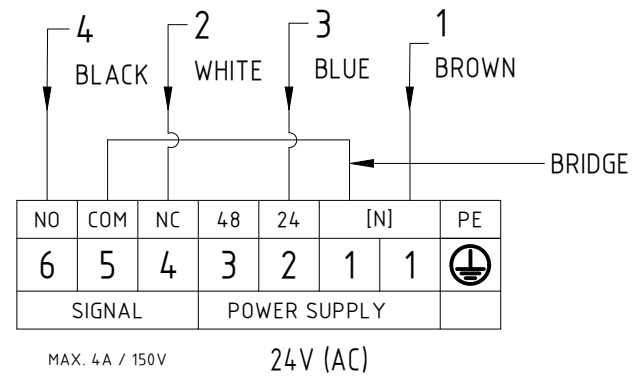 4 2 3 1
BLACK WHITE BLUE BROWN
BRIDGE
NO COM NC 48 24 [N] PE
6 5 4 3 2 1 1
SIGNAL POWER SUPPLY
MAX. 4A / 150V 24V (AC)